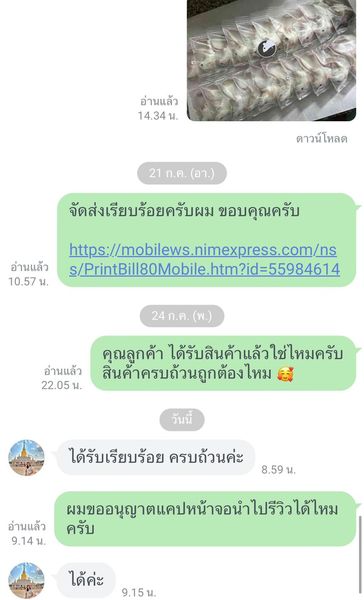 อ่านแล้ว
14.34 น.
ดาวน์โหลด
21 ก.ค. (อา.)
จัดส่งเรียบร้อยครับผม ขอบคุณครับ
https://mobilews.nimexpress.com/ns
s/PrintBill80Mobile.htm?id=55984614
อ่านแล้ว
10.57 น.
24 ก.ค. (พ.)
คุณลูกค้า ได้รับสินค้าแล้วใช่ไหมครับ
สินค้าครบถ้วนถูกต้องไหม 🥰
อ่านแล้ว
22.05 น.
วันนี้
ได้รับเรียบร้อย ครบถ้วนค่ะ
8.59 น.
ผมขออนุญาตแคปหน้าจอนำไปรีวิวได้ไหม
ครับ
อ่านแล้ว
9.14 น.
ได้ค่ะ
9.15 น.